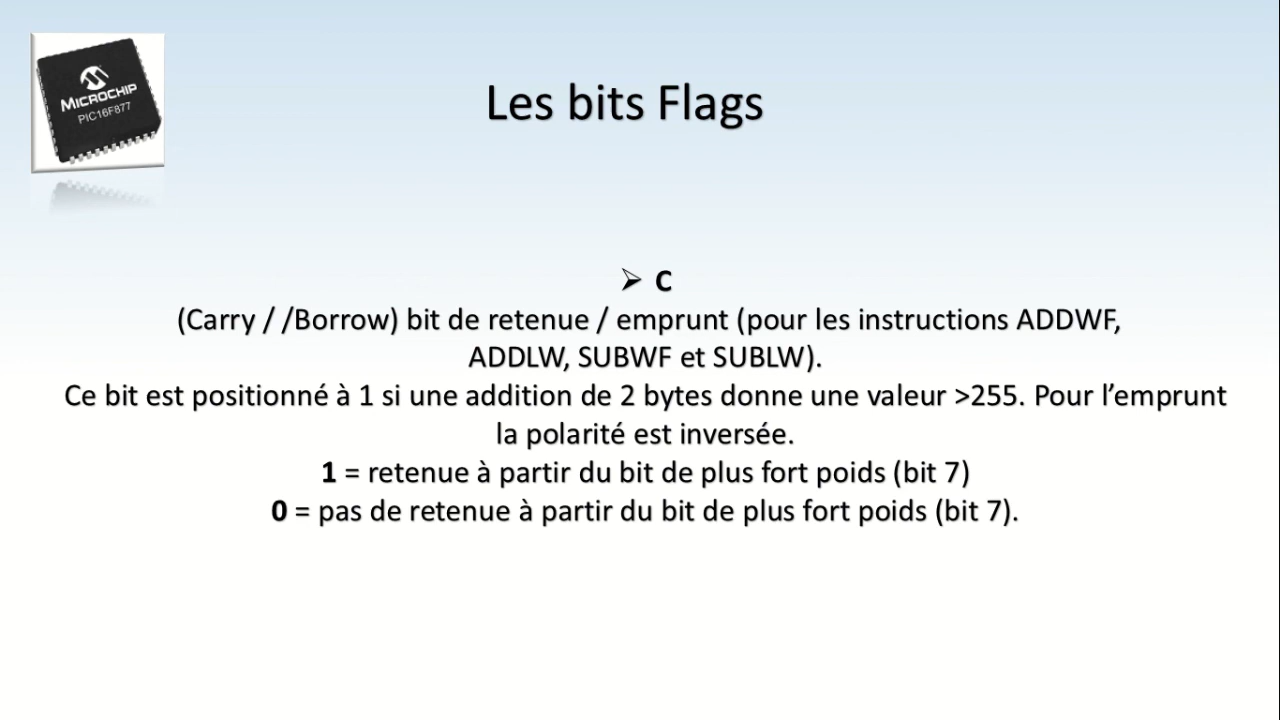 MICROCHIP
PIC16F877
Les bits Flags
➢ C
(Carry / /Borrow) bit de retenue / emprunt (pour les instructions ADDWF,
ADDLW, SUBWF et SUBLW).
Ce bit est positionné à 1 si une addition de 2 bytes donne une valeur >255. Pour l’emprunt
la polarité est inversée.
1 = retenue à partir du bit de plus fort poids (bit 7)
0 = pas de retenue à partir du bit de plus fort poids (bit 7).